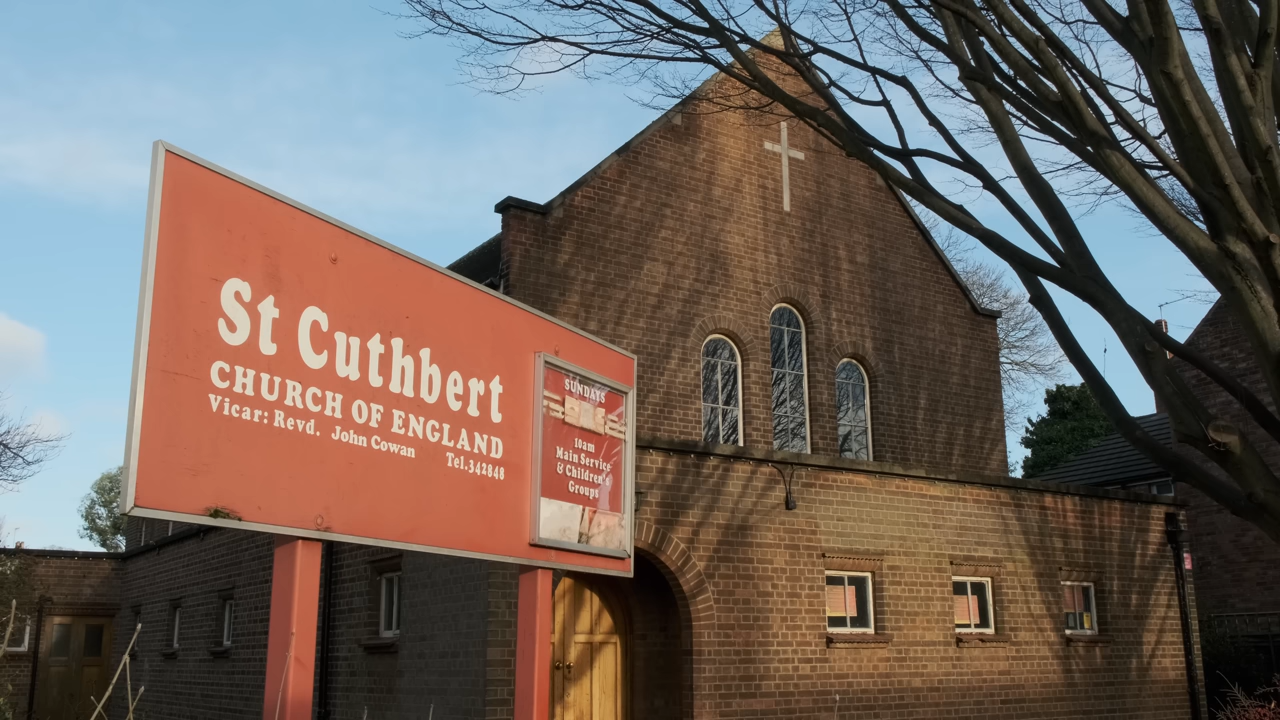 St Cuthbert
CHURCH OF ENGLAND
Vicar: Revd. John Cowan
Tel.342848
SUNDAYS
10am
Main Service
& Children's
Groups